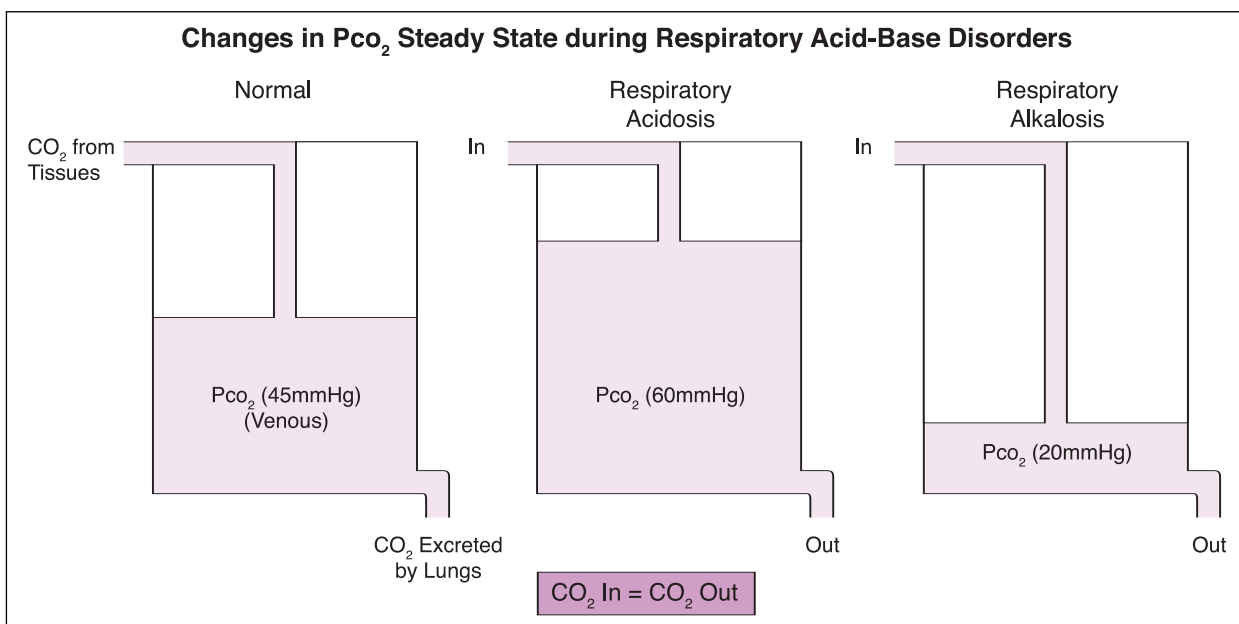 Changes in Pco₂ Steady State during Respiratory Acid-Base Disorders
Normal
CO₂ from
Tissues
Pco₂ (45mmHg)
(Venous)
CO₂ Excreted
by Lungs
Respiratory
Acidosis
In
Pco₂ (60mmHg)
Out
Respiratory
Alkalosis
In
Pco₂ (20mmHg)
Out
CO₂ In = CO₂ Out